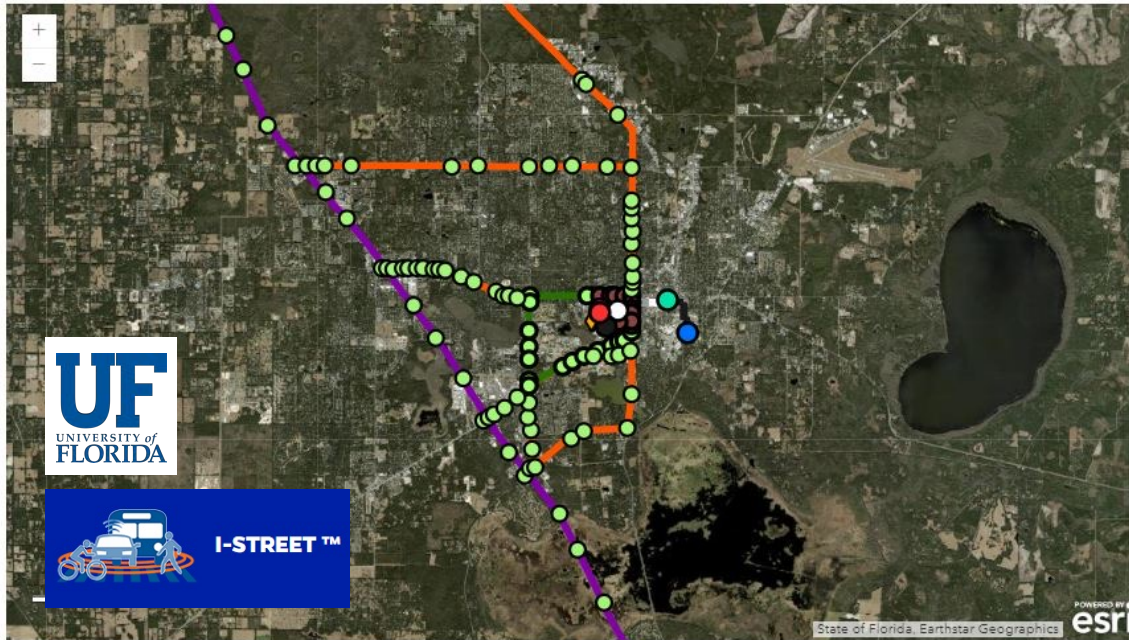 UF
UNIVERSITY of
FLORIDA
I-STREET ™
POWERED BY
esri
State of Florida, Earthstar Geographics